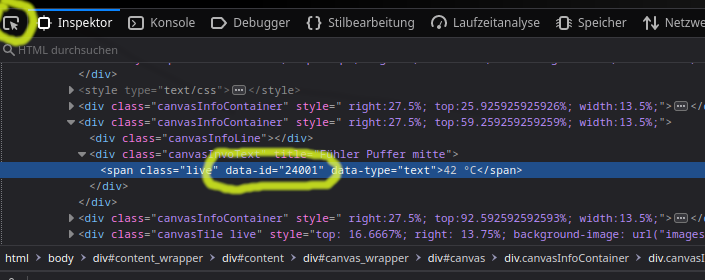 Inspektor Konsole Debugger Stilbearbeitung Laufzeitanalyse Speicher Netzwe
HTML durchsuchen
</div>
<style type="text/css"></style>
<div class="canvasInfoContainer" style=" right:27.5%; top:25.925925925926%; width:13.5%;"></div>
<div class="canvasInfoContainer" style=" right:27.5%; top:59.259259259259%; width:13.5%;">
<div class="canvasInfoLine"></div>
<div class="canvasInvoText" title="Fühler Puffer mitte">
<span class="live" data-id="24001" data-type="text">42 °C</span>
</div>
</div>
<div class="canvasInfoContainer" style=" right:27.5%; top:92.592592592593%; width:13.5%;"></div>
<div class="canvasTile live" style="top: 16.6667%; right: 13.75%; background-image: url("images
html body div#content_wrapper div#content div#canvas_wrapper div#canvas div.canvasInfoContainer div.canvasI